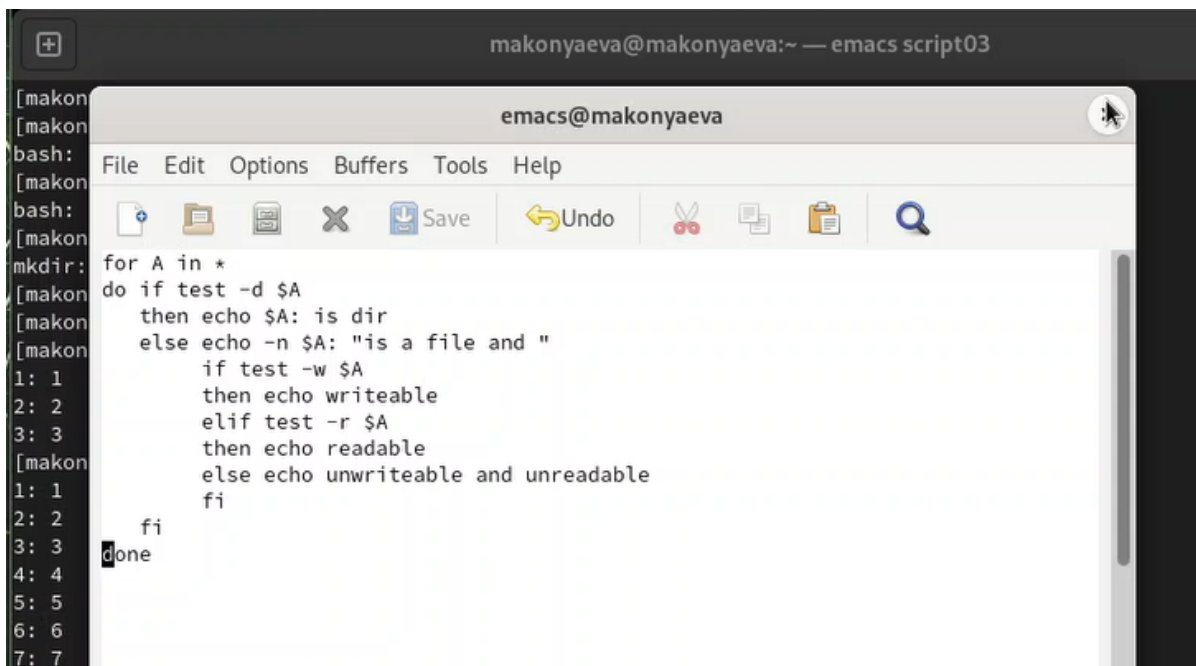 makonyaeva@makonyaeva:~ — emacs script03
[makon
[makon
bash:
[makon
bash:
[makon
mkdir:
[makon
[makon
[makon
1: 1
2: 2
3: 3
[makon
1: 1
2: 2
3: 3
4: 4
5: 5
6: 6
7: 7
emacs@makonyaeva
File Edit Options Buffers Tools Help
Save Undo
for A in *
do if test -d $A
   then echo $A: is dir
   else echo -n $A: "is a file and "
        if test -w $A
        then echo writeable
        elif test -r $A
        then echo readable
        else echo unwriteable and unreadable
        fi
   fi
done